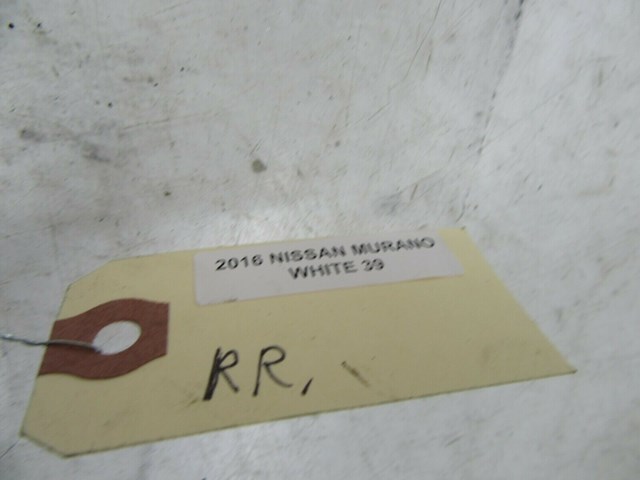 2016 NISSAN MURANO
WHITE 39
RR,